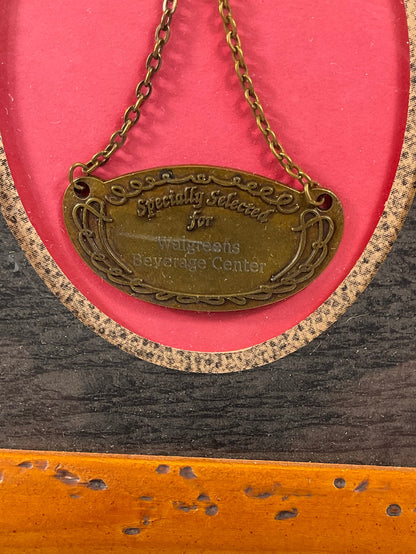 Specially Selected
for
Walgreens
Beverage Center